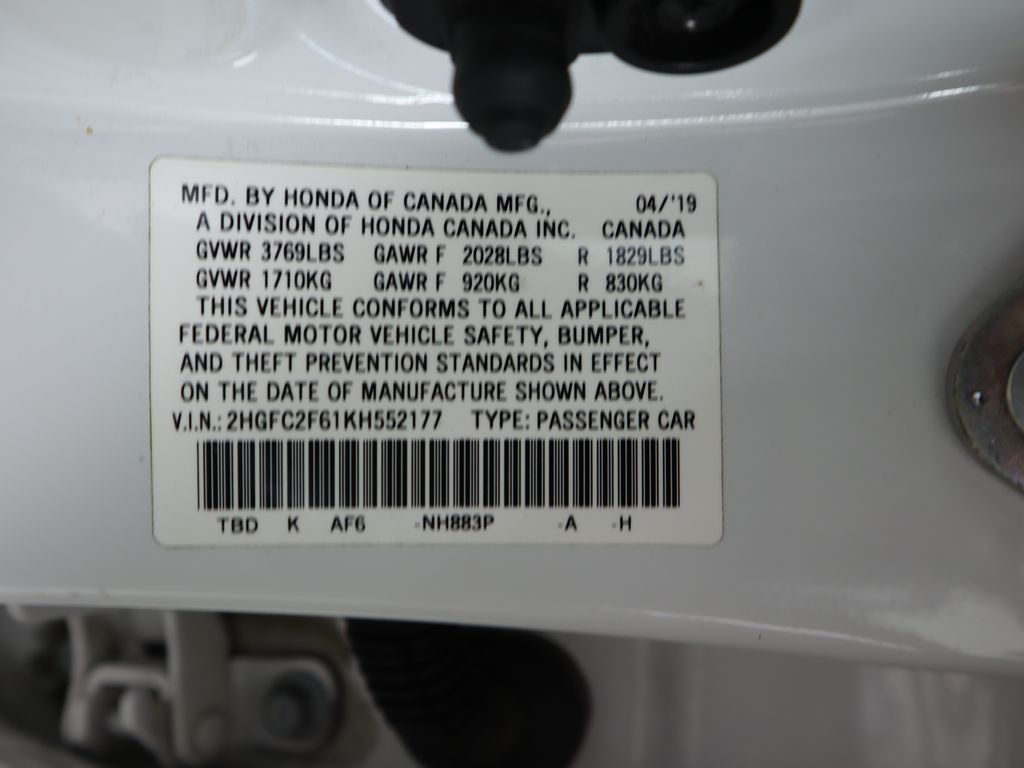 MFD. BY HONDA OF CANADA MFG., 04/'19
A DIVISION OF HONDA CANADA INC. CANADA
GVWR 3769LBS GAWR F 2028LBS R 1829LBS
GVWR 1710KG GAWR F 920KG R 830KG
THIS VEHICLE CONFORMS TO ALL APPLICABLE
FEDERAL MOTOR VEHICLE SAFETY, BUMPER,
AND THEFT PREVENTION STANDARDS IN EFFECT
ON THE DATE OF MANUFACTURE SHOWN ABOVE.
V.I.N.: 2HGFC2F61KH552177 TYPE: PASSENGER CAR
TBD K AF6 -NH883P -A -H